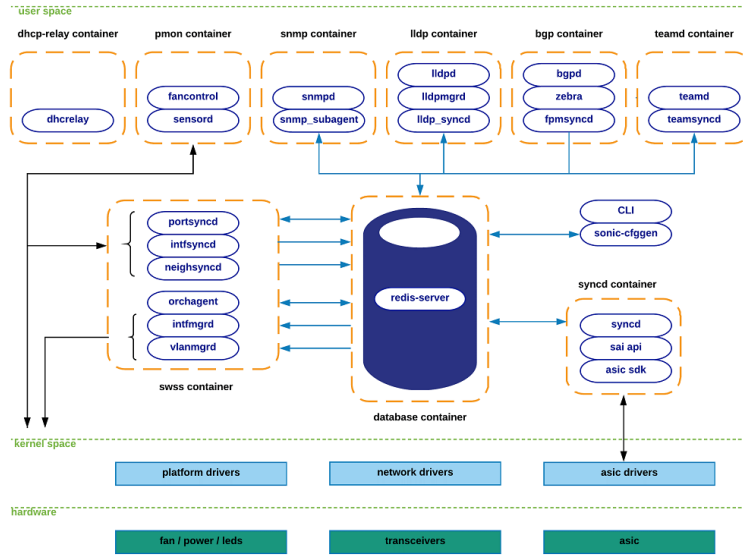 user space
dhcp-relay container
pmon container
snmp container
lldp container
bgp container
teamd container
dhcrelay
fancontrol
sensord
snmpd
snmp_subagent
lldpd
lldpmgrd
lldp_syncd
bgpd
zebra
fpmsyncd
teamd
teamsyncd
portsyncd
intfsyncd
neighsyncd
orchagent
intfmgrd
vlanmgrd
swss container
redis-server
database container
CLI
sonic-cfggen
syncd container
syncd
sai api
asic sdk
kernel space
platform drivers
network drivers
asic drivers
hardware
fan / power / leds
transceivers
asic